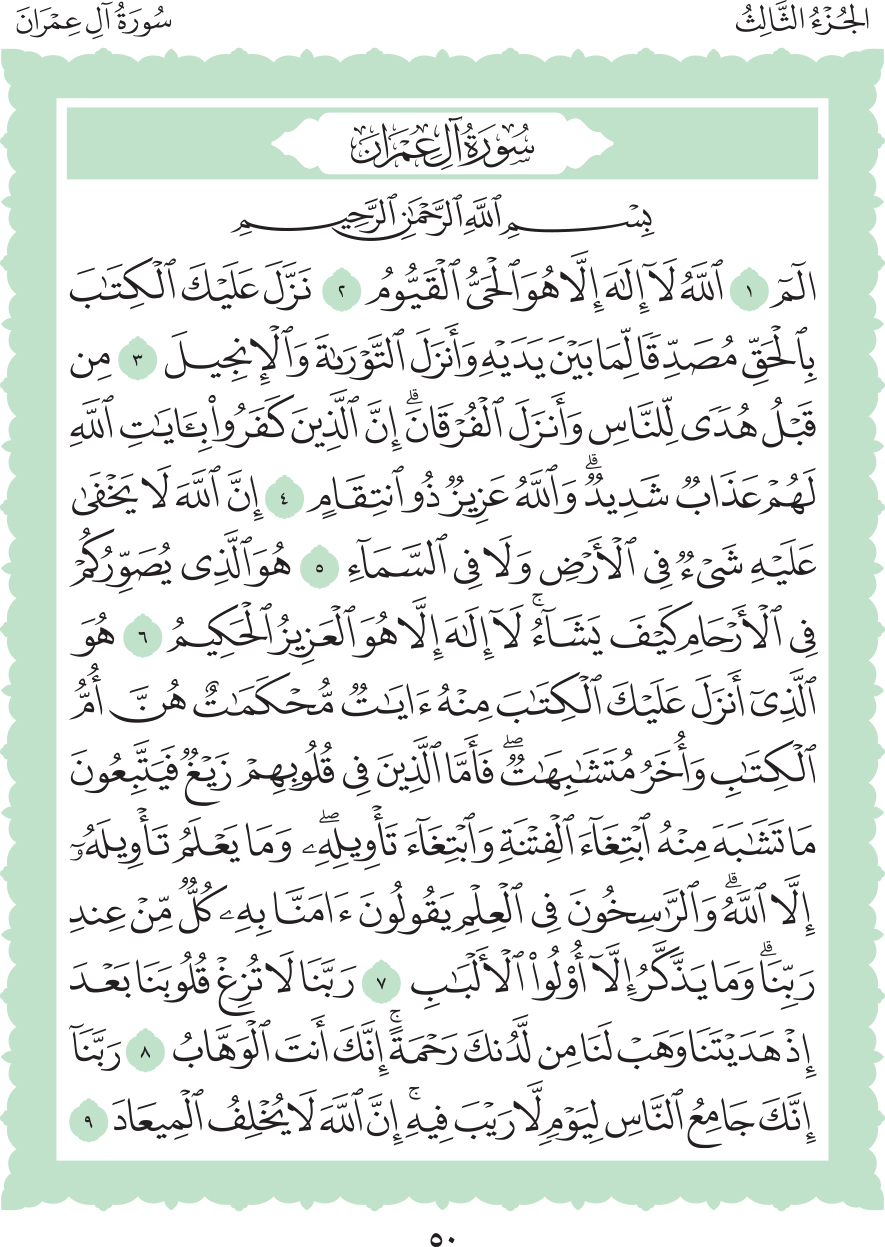 الجُزْءُ الثَّالِثُ
سُورَةُ آلِ عِمْرَانَ
سُورَةُ آلِ عِمْرَانَ
بِسْمِ ٱللَّهِ ٱلرَّحْمَٰنِ ٱلرَّحِيمِ
الٓمٓ ١ ٱللَّهُ لَآ إِلَٰهَ إِلَّا هُوَ ٱلْحَىُّ ٱلْقَيُّومُ ٢ نَزَّلَ عَلَيْكَ ٱلْكِتَٰبَ
بِٱلْحَقِّ مُصَدِّقًا لِّمَا بَيْنَ يَدَيْهِ وَأَنزَلَ ٱلتَّوْرَىٰةَ وَٱلْإِنجِيلَ ٣ مِن
قَبْلُ هُدًى لِّلنَّاسِ وَأَنزَلَ ٱلْفُرْقَانَۗ إِنَّ ٱلَّذِينَ كَفَرُوا۟ بِـَٔايَٰتِ ٱللَّهِ
لَهُمْ عَذَابٌ شَدِيدٌۗ وَٱللَّهُ عَزِيزٌ ذُو ٱنتِقَامٍ ٤ إِنَّ ٱللَّهَ لَا يَخْفَىٰ
عَلَيْهِ شَىْءٌ فِى ٱلْأَرْضِ وَلَا فِى ٱلسَّمَآءِ ٥ هُوَ ٱلَّذِى يُصَوِّرُكُمْ
فِى ٱلْأَرْحَامِ كَيْفَ يَشَآءُۚ لَآ إِلَٰهَ إِلَّا هُوَ ٱلْعَزِيزُ ٱلْحَكِيمُ ٦ هُوَ
ٱلَّذِىٓ أَنزَلَ عَلَيْكَ ٱلْكِتَٰبَ مِنْهُ ءَايَٰتٌ مُّحْكَمَٰتٌ هُنَّ أُمُّ
ٱلْكِتَٰبِ وَأُخَرُ مُتَشَٰبِهَٰتٌۖ فَأَمَّا ٱلَّذِينَ فِى قُلُوبِهِمْ زَيْغٌ فَيَتَّبِعُونَ
مَا تَشَٰبَهَ مِنْهُ ٱبْتِغَآءَ ٱلْفِتْنَةِ وَٱبْتِغَآءَ تَأْوِيلِهِۦۖ وَمَا يَعْلَمُ تَأْوِيلَهُۥٓ
إِلَّا ٱللَّهُۗ وَٱلرَّٰسِخُونَ فِى ٱلْعِلْمِ يَقُولُونَ ءَامَنَّا بِهِۦ كُلٌّ مِّنْ عِندِ
رَبِّنَاۗ وَمَا يَذَّكَّرُ إِلَّآ أُو۟لُوا۟ ٱلْأَلْبَٰبِ ٧ رَبَّنَا لَا تُزِغْ قُلُوبَنَا بَعْدَ
إِذْ هَدَيْتَنَا وَهَبْ لَنَا مِن لَّدُنكَ رَحْمَةًۚ إِنَّكَ أَنتَ ٱلْوَهَّابُ ٨ رَبَّنَآ
إِنَّكَ جَامِعُ ٱلنَّاسِ لِيَوْمٍ لَّا رَيْبَ فِيهِۚ إِنَّ ٱللَّهَ لَا يُخْلِفُ ٱلْمِيعَادَ ٩
٥٠